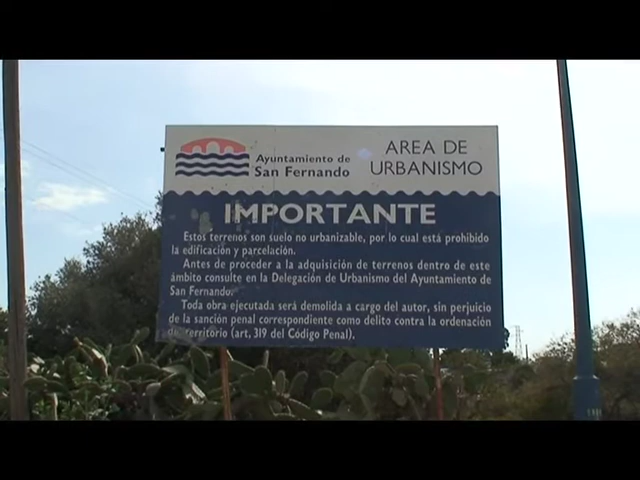 Ayuntamiento de
San Fernando
AREA DE
URBANISMO
IMPORTANTE
Estos terrenos son suelo no urbanizable, por lo cual está prohibido
la edificación y parcelación.
Antes de proceder a la adquisición de terrenos dentro de este
ámbito consulte en la Delegación de Urbanismo del Ayuntamiento de
San Fernando.
Toda obra ejecutada será demolida a cargo del autor, sin perjuicio
de la sanción penal correspondiente como delito contra la ordenación
del territorio (art. 319 del Código Penal).